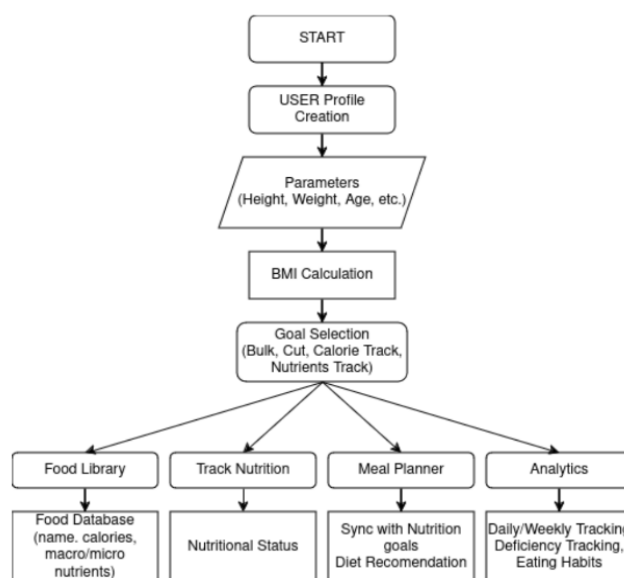 START
USER Profile
Creation
Parameters
(Height, Weight, Age, etc.)
BMI Calculation
Goal Selection
(Bulk, Cut, Calorie Track,
Nutrients Track)
Food Library
Track Nutrition
Meal Planner
Analytics
Food Database
(name. calories,
macro/micro
nutrients)
Nutritional Status
Sync with Nutrition
goals
Diet Recomendation
Daily/Weekly Tracking
Deficiency Tracking,
Eating Habits